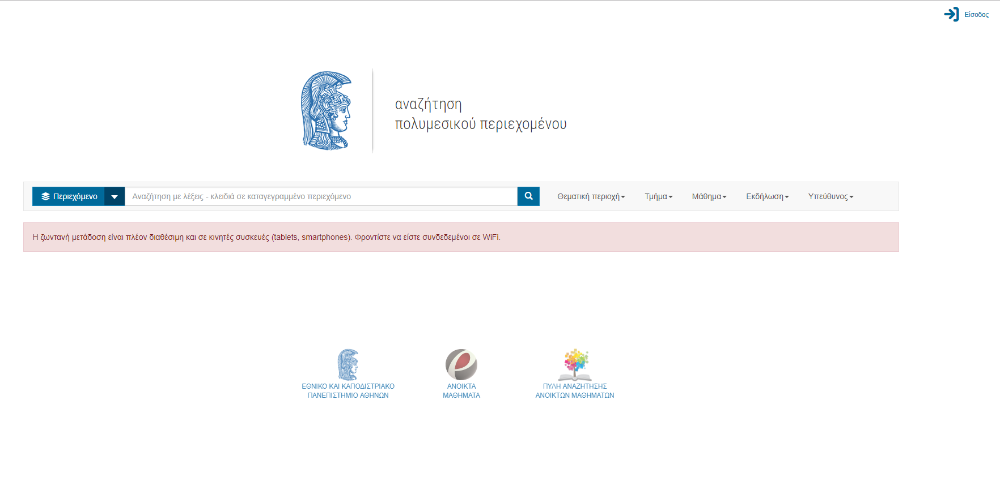 Είσοδος
αναζήτηση
πολυμεσικού περιεχομένου
Περιεχόμενο
Αναζήτηση με λέξεις - κλειδιά σε καταγεγραμμένο περιεχόμενο
Θεματική περιοχή
Τμήμα
Μάθημα
Εκδήλωση
Υπεύθυνος
Η ζωντανή μετάδοση είναι πλέον διαθέσιμη και σε κινητές συσκευές (tablets, smartphones). Φροντίστε να είστε συνδεδεμένοι σε WiFi.
ΕΘΝΙΚΟ ΚΑΙ ΚΑΠΟΔΙΣΤΡΙΑΚΟ
ΠΑΝΕΠΙΣΤΗΜΙΟ ΑΘΗΝΩΝ
ΑΝΟΙΚΤΑ
ΜΑΘΗΜΑΤΑ
ΠΥΛΗ ΑΝΑΖΗΤΗΣΗΣ
ΑΝΟΙΚΤΩΝ ΜΑΘΗΜΑΤΩΝ